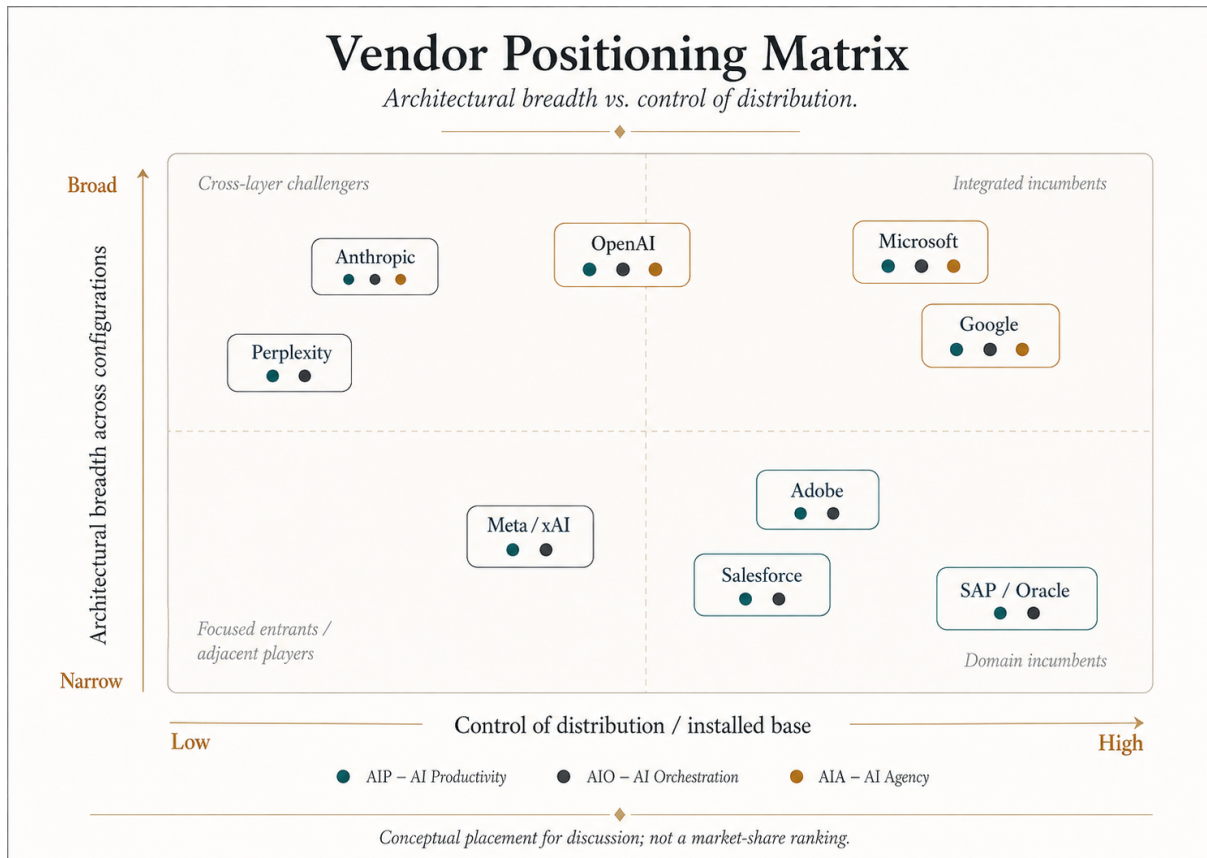 Vendor Positioning Matrix
Architectural breadth vs. control of distribution.
Broad
Cross-layer challengers
Integrated incumbents
Anthropic
OpenAI
Microsoft
Google
Perplexity
Architectural breadth across configurations
Adobe
Meta / xAI
Salesforce
SAP / Oracle
Focused entrants /
adjacent players
Domain incumbents
Narrow
Control of distribution / installed base
Low
High
AIP – AI Productivity
AIO – AI Orchestration
AIA – AI Agency
Conceptual placement for discussion; not a market-share ranking.